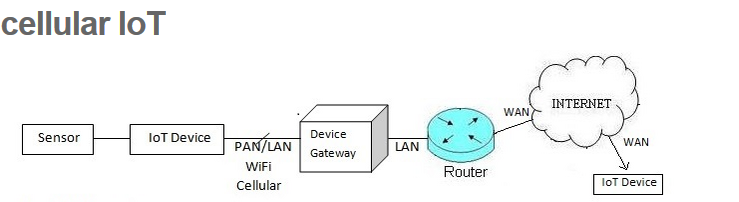 cellular IoT
Sensor
IoT Device
PAN/LAN
WiFi
Cellular
Device
Gateway
LAN
Router
WAN
INTERNET
WAN
IoT Device